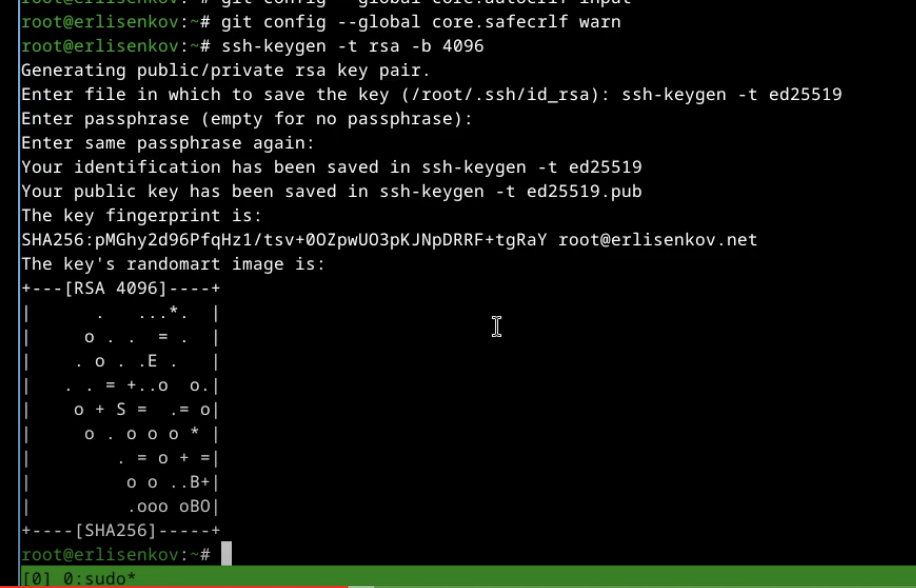 root@erlisenkov:~# git config --global core.autocrlf input
root@erlisenkov:~# git config --global core.safecrlf warn
root@erlisenkov:~# ssh-keygen -t rsa -b 4096
Generating public/private rsa key pair.
Enter file in which to save the key (/root/.ssh/id_rsa): ssh-keygen -t ed25519
Enter passphrase (empty for no passphrase):
Enter same passphrase again:
Your identification has been saved in ssh-keygen -t ed25519
Your public key has been saved in ssh-keygen -t ed25519.pub
The key fingerprint is:
SHA256:pMGhy2d96PfqHz1/tsv+0OZpwUO3pKJNpDRRF+tgRaY root@erlisenkov.net
The key's randomart image is:
+---[RSA 4096]----+
|      .   ...*.  |
|     o . .  = .  |
|    . o . .E .   |
|   . . = +..o  o.|
|    o + S =  .= o|
|     o . o o o * |
|        . = o + =|
|         o o ..B+|
|         .ooo oBO|
+----[SHA256]-----+
root@erlisenkov:~#
[0] 0:sudo*